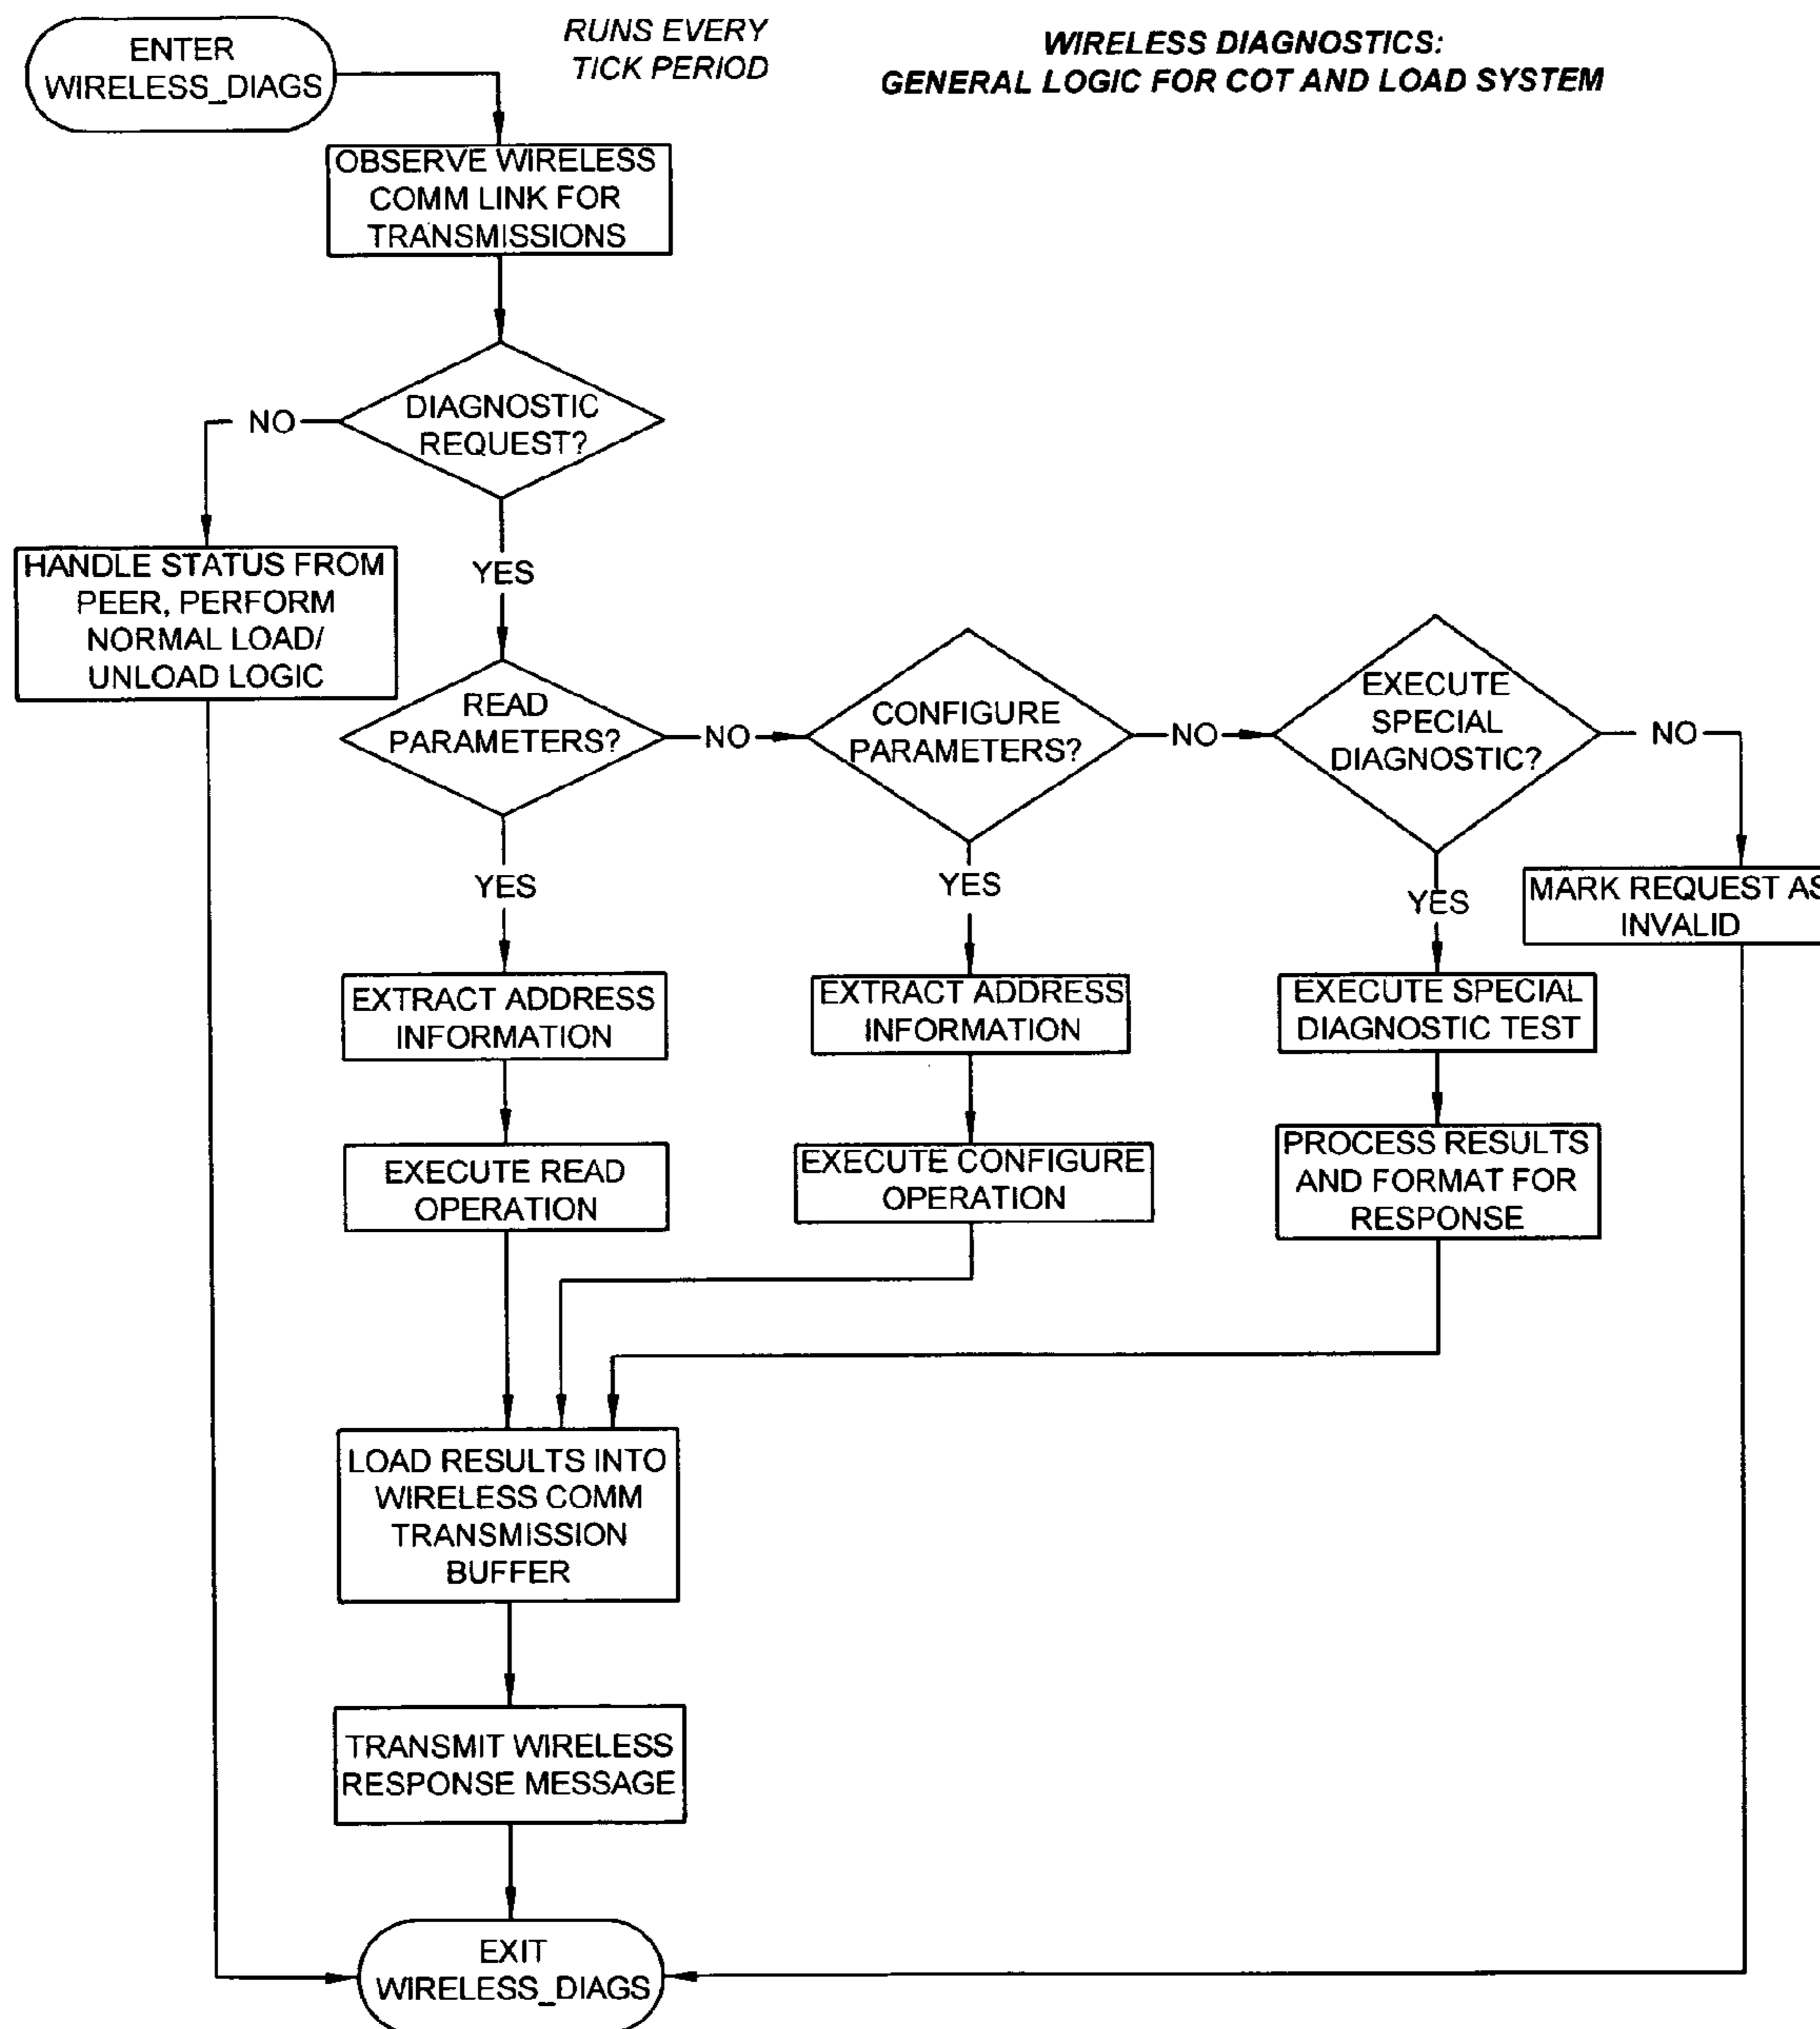 ENTER
WIRELESS_DIAGS
RUNS EVERY
TICK PERIOD
WIRELESS DIAGNOSTICS:
GENERAL LOGIC FOR COT AND LOAD SYSTEM
OBSERVE WIRELESS
COMM LINK FOR
TRANSMISSIONS
DIAGNOSTIC
REQUEST?
NO
YES
HANDLE STATUS FROM
PEER, PERFORM
NORMAL LOAD/
UNLOAD LOGIC
READ
PARAMETERS?
NO
CONFIGURE
PARAMETERS?
NO
EXECUTE
SPECIAL
DIAGNOSTIC?
NO
YES
YES
YES
MARK REQUEST AS
INVALID
EXTRACT ADDRESS
INFORMATION
EXTRACT ADDRESS
INFORMATION
EXECUTE SPECIAL
DIAGNOSTIC TEST
EXECUTE READ
OPERATION
EXECUTE CONFIGURE
OPERATION
PROCESS RESULTS
AND FORMAT FOR
RESPONSE
LOAD RESULTS INTO
WIRELESS COMM
TRANSMISSION
BUFFER
TRANSMIT WIRELESS
RESPONSE MESSAGE
EXIT
WIRELESS_DIAGS